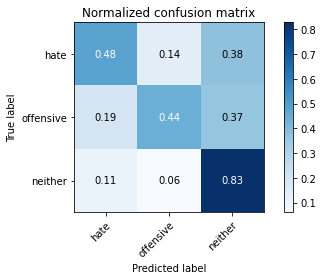 Normalized confusion matrix
hate 0.48 0.14 0.38
offensive 0.19 0.44 0.37
neither 0.11 0.06 0.83
hate offensive neither
True label
Predicted label
0.8
0.7
0.6
0.5
0.4
0.3
0.2
0.1